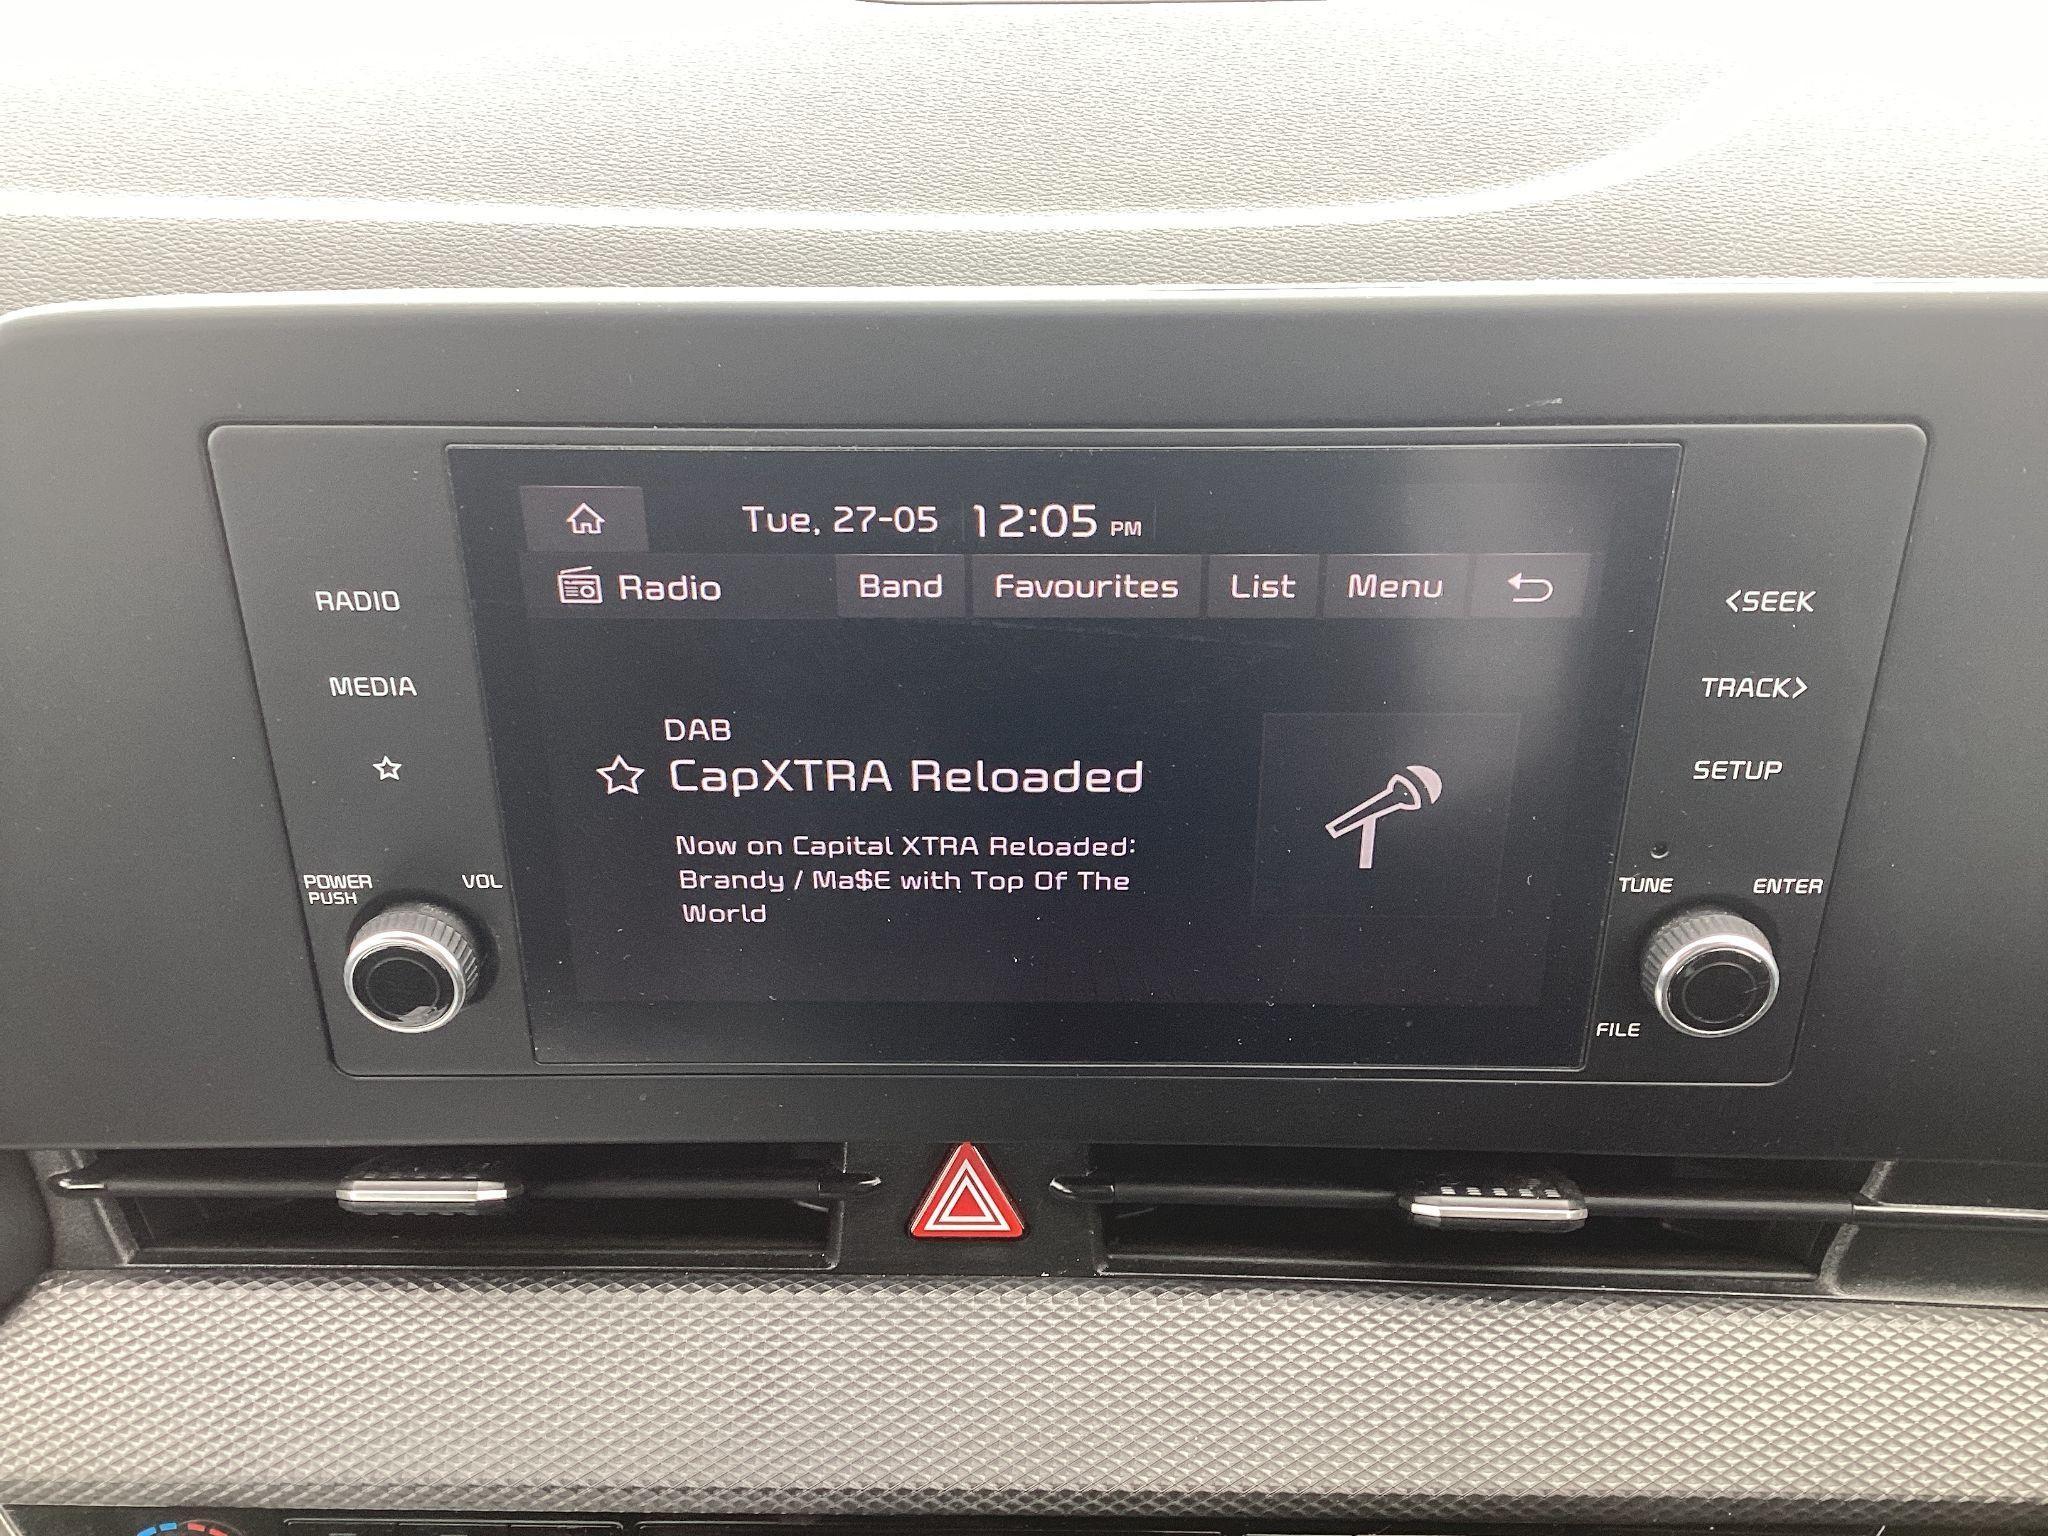 Tue, 27-05 12:05 PM
Radio Band Favourites List Menu
RADIO
MEDIA
POWER PUSH
VOL
DAB
CapXTRA Reloaded
Now on Capital XTRA Reloaded:
Brandy / Ma$E with Top Of The
World
<SEEK
TRACK>
SETUP
TUNE
ENTER
FILE